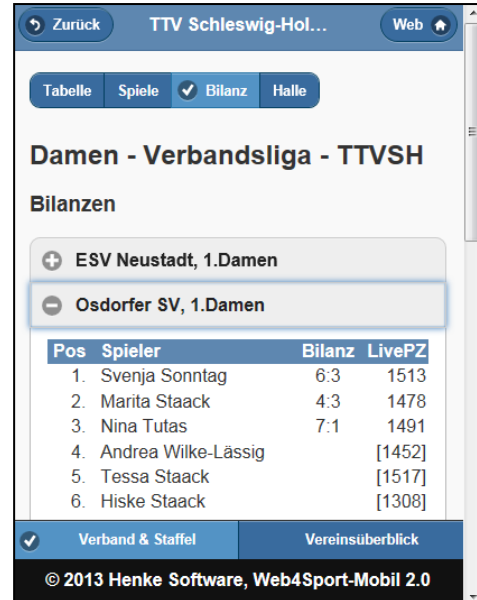 Zurück TTV Schleswig-Hol... Web
Tabelle Spiele Bilanz Halle
Damen - Verbandsliga - TTVSH
Bilanzen
ESV Neustadt, 1.Damen
Osdorfer SV, 1.Damen
Pos Spieler Bilanz LivePZ
1. Svenja Sonntag 6:3 1513
2. Marita Staack 4:3 1478
3. Nina Tutas 7:1 1491
4. Andrea Wilke-Lässig [1452]
5. Tessa Staack [1517]
6. Hiske Staack [1308]
Verband & Staffel Vereinsüberblick
© 2013 Henke Software, Web4Sport-Mobil 2.0